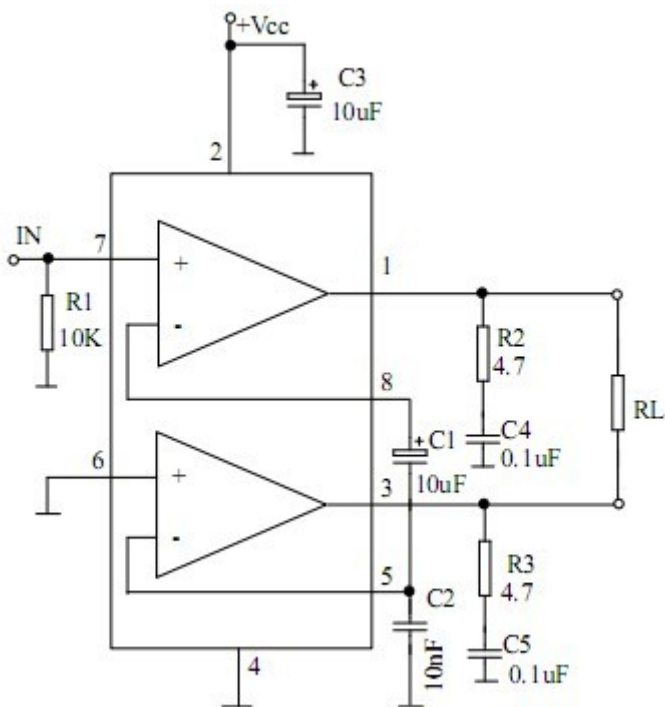 +Vcc
C3
10uF
2
IN
7
+
1
R1
10K
-
R2
4.7
8
RL
C4
C1
0.1uF
6
+
10uF
3
-
5
R3
4.7
C2
10nF
C5
0.1uF
4